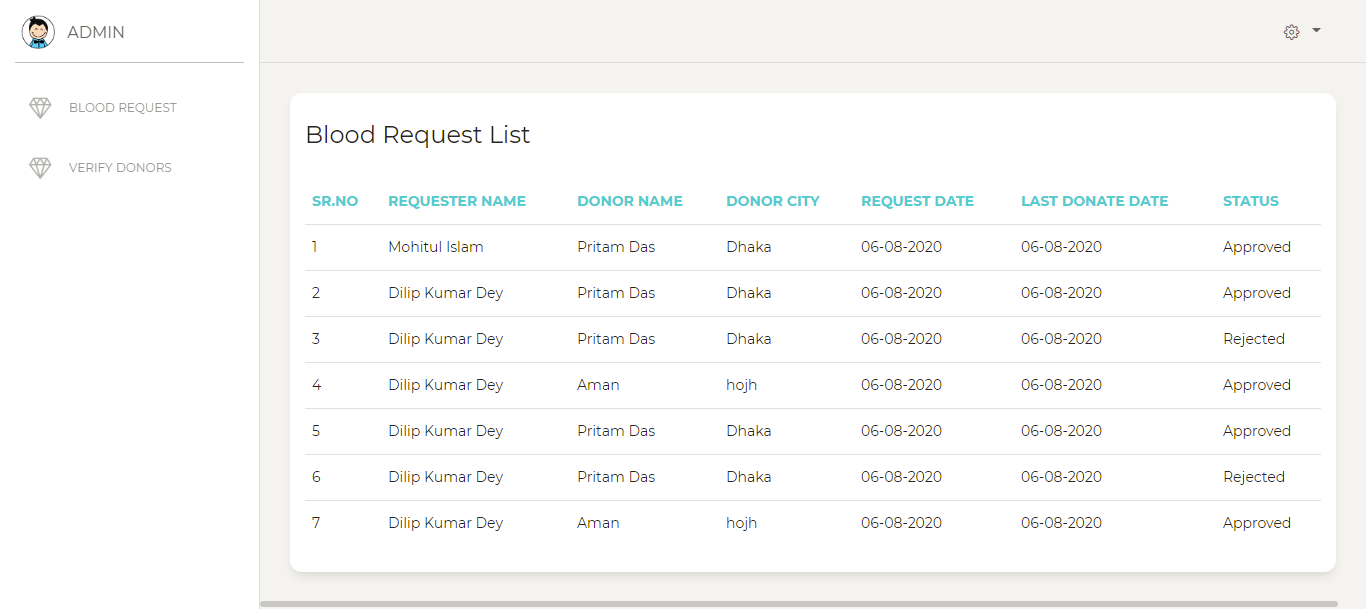 ADMIN
BLOOD REQUEST
VERIFY DONORS
Blood Request List
SR.NO REQUESTER NAME DONOR NAME DONOR CITY REQUEST DATE LAST DONATE DATE STATUS
1 Mohitul Islam Pritam Das Dhaka 06-08-2020 06-08-2020 Approved
2 Dilip Kumar Dey Pritam Das Dhaka 06-08-2020 06-08-2020 Approved
3 Dilip Kumar Dey Pritam Das Dhaka 06-08-2020 06-08-2020 Rejected
4 Dilip Kumar Dey Aman hojh 06-08-2020 06-08-2020 Approved
5 Dilip Kumar Dey Pritam Das Dhaka 06-08-2020 06-08-2020 Approved
6 Dilip Kumar Dey Pritam Das Dhaka 06-08-2020 06-08-2020 Rejected
7 Dilip Kumar Dey Aman hojh 06-08-2020 06-08-2020 Approved